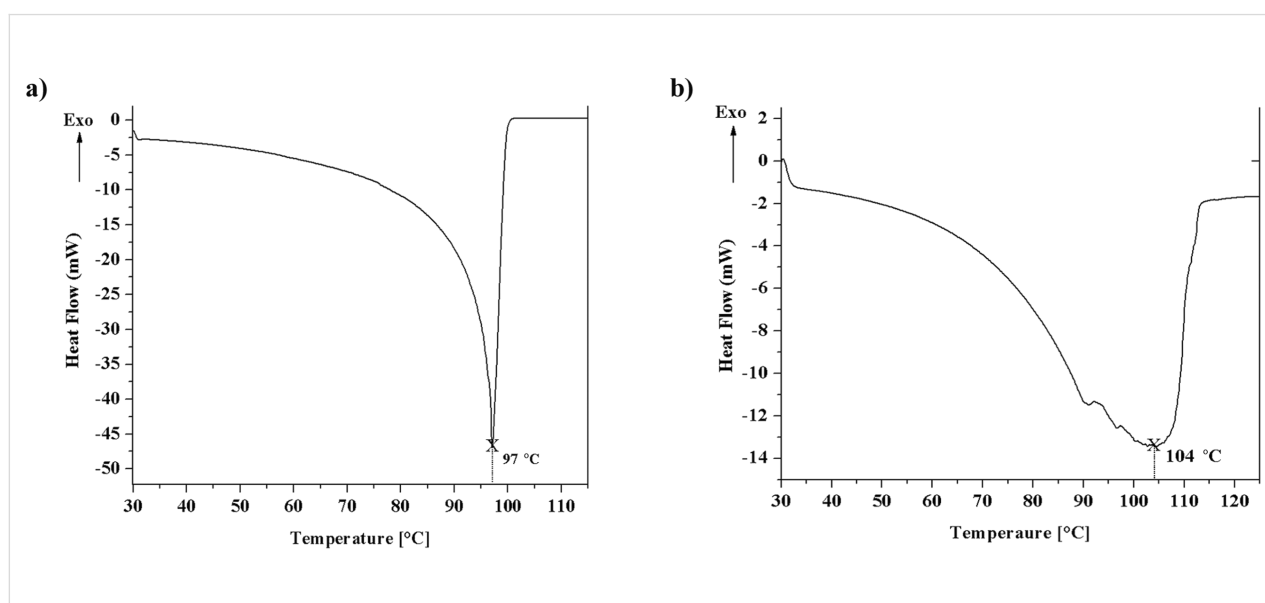 a)
Exo
0
-5
-10
-15
-20
-25
-30
-35
-40
-45
-50
Heat Flow (mW)
97 °C
30 40 50 60 70 80 90 100 110
Temperature [°C]
b)
Exo
2
0
-2
-4
-6
-8
-10
-12
-14
Heat Flow (mW)
104 °C
30 40 50 60 70 80 90 100 110 120
Temperaure [°C]